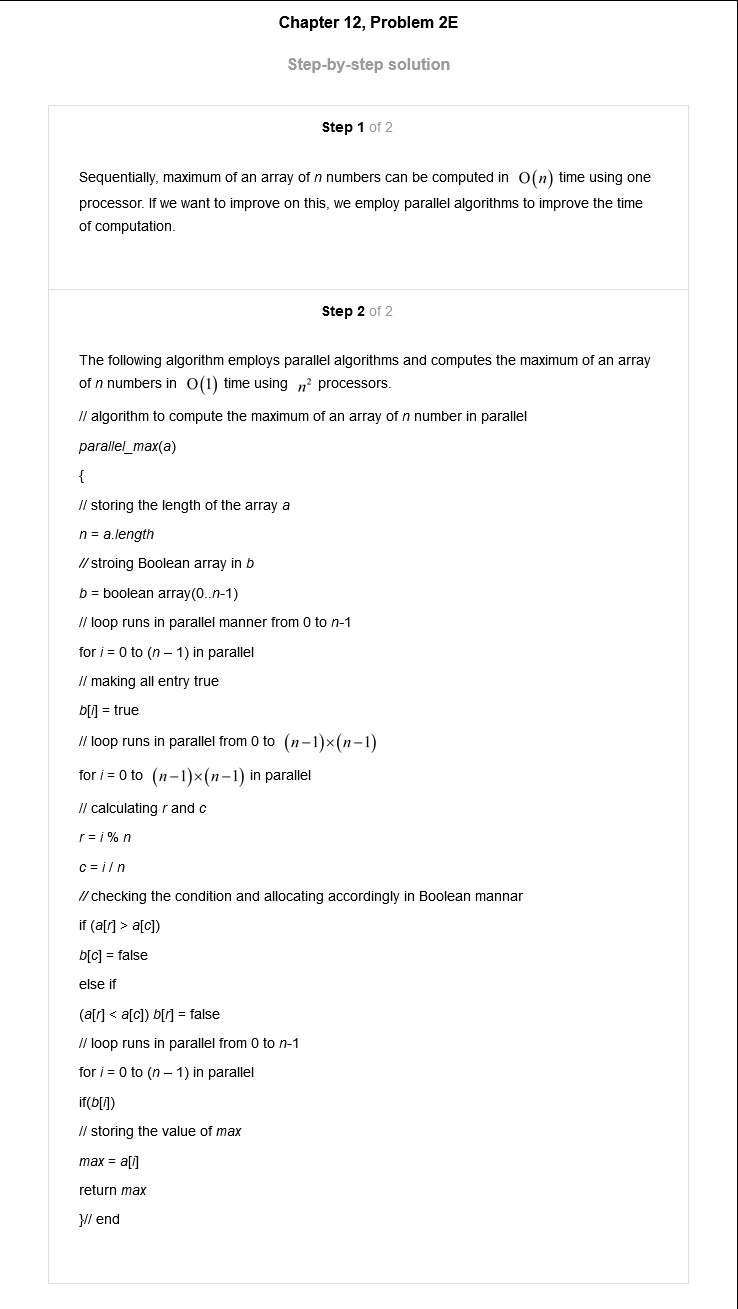 Chapter 12, Problem 2E
Step-by-step solution
Step 1 of 2
Sequentially, maximum of an array of n numbers can be computed in O(n) time using one
processor. If we want to improve on this, we employ parallel algorithms to improve the time
of computation.
Step 2 of 2
The following algorithm employs parallel algorithms and computes the maximum of an array
of n numbers in O(1) time using n² processors.
// algorithm to compute the maximum of an array of n number in parallel
parallel_max(a)
{
// storing the length of the array a
n = a.length
// stroing Boolean array in b
b = boolean array(0..n-1)
// loop runs in parallel manner from 0 to n-1
for i = 0 to (n – 1) in parallel
// making all entry true
b[i] = true
// loop runs in parallel from 0 to (n−1)×(n−1)
for i = 0 to (n−1)×(n−1) in parallel
// calculating r and c
r = i % n
c = i / n
// checking the condition and allocating accordingly in Boolean mannar
if (a[r] > a[c])
b[c] = false
else if
(a[r] < a[c]) b[r] = false
// loop runs in parallel from 0 to n-1
for i = 0 to (n – 1) in parallel
if(b[i])
// storing the value of max
max = a[i]
return max
}// end